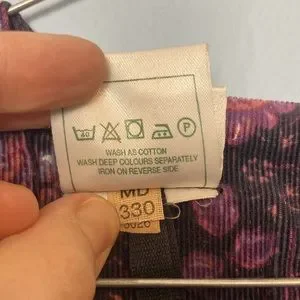 40 P
WASH AS COTTON
WASH DEEP COLOURS SEPARATELY
IRON ON REVERSE SIDE
MD
330